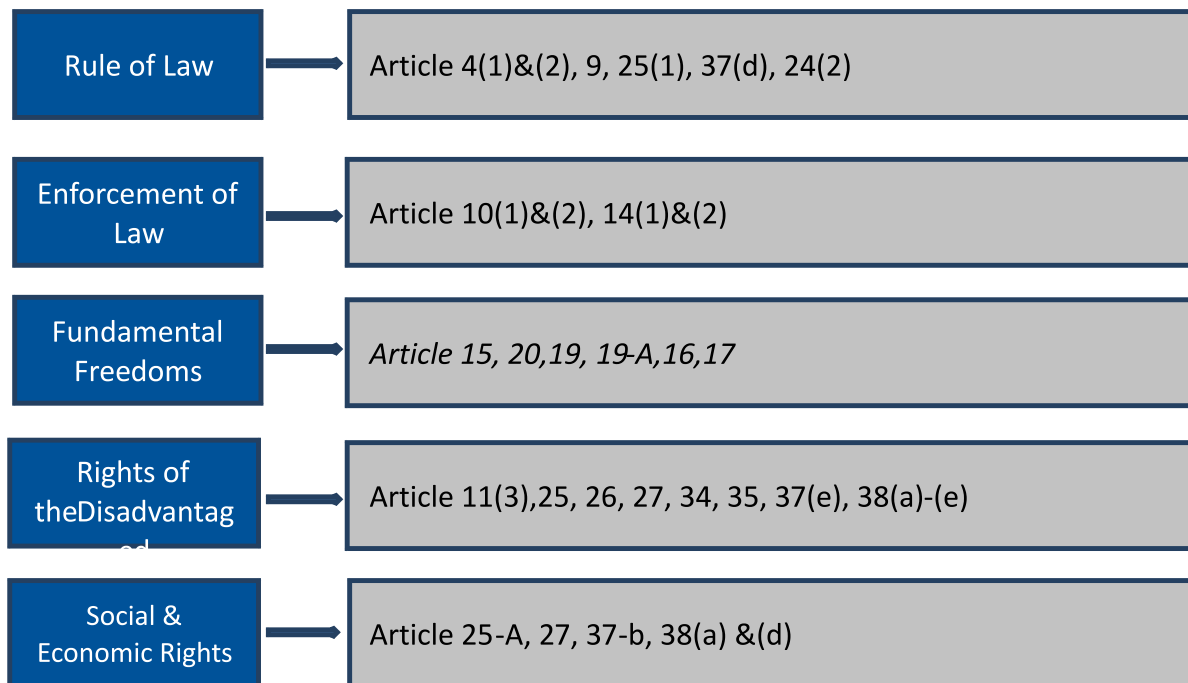 Rule of Law
Article 4(1)&(2), 9, 25(1), 37(d), 24(2)
Enforcement of
Law
Article 10(1)&(2), 14(1)&(2)
Fundamental
Freedoms
Article 15, 20,19, 19-A,16,17
Rights of
theDisadvantag
ed
Article 11(3),25, 26, 27, 34, 35, 37(e), 38(a)-(e)
Social &
Economic Rights
Article 25-A, 27, 37-b, 38(a) &(d)